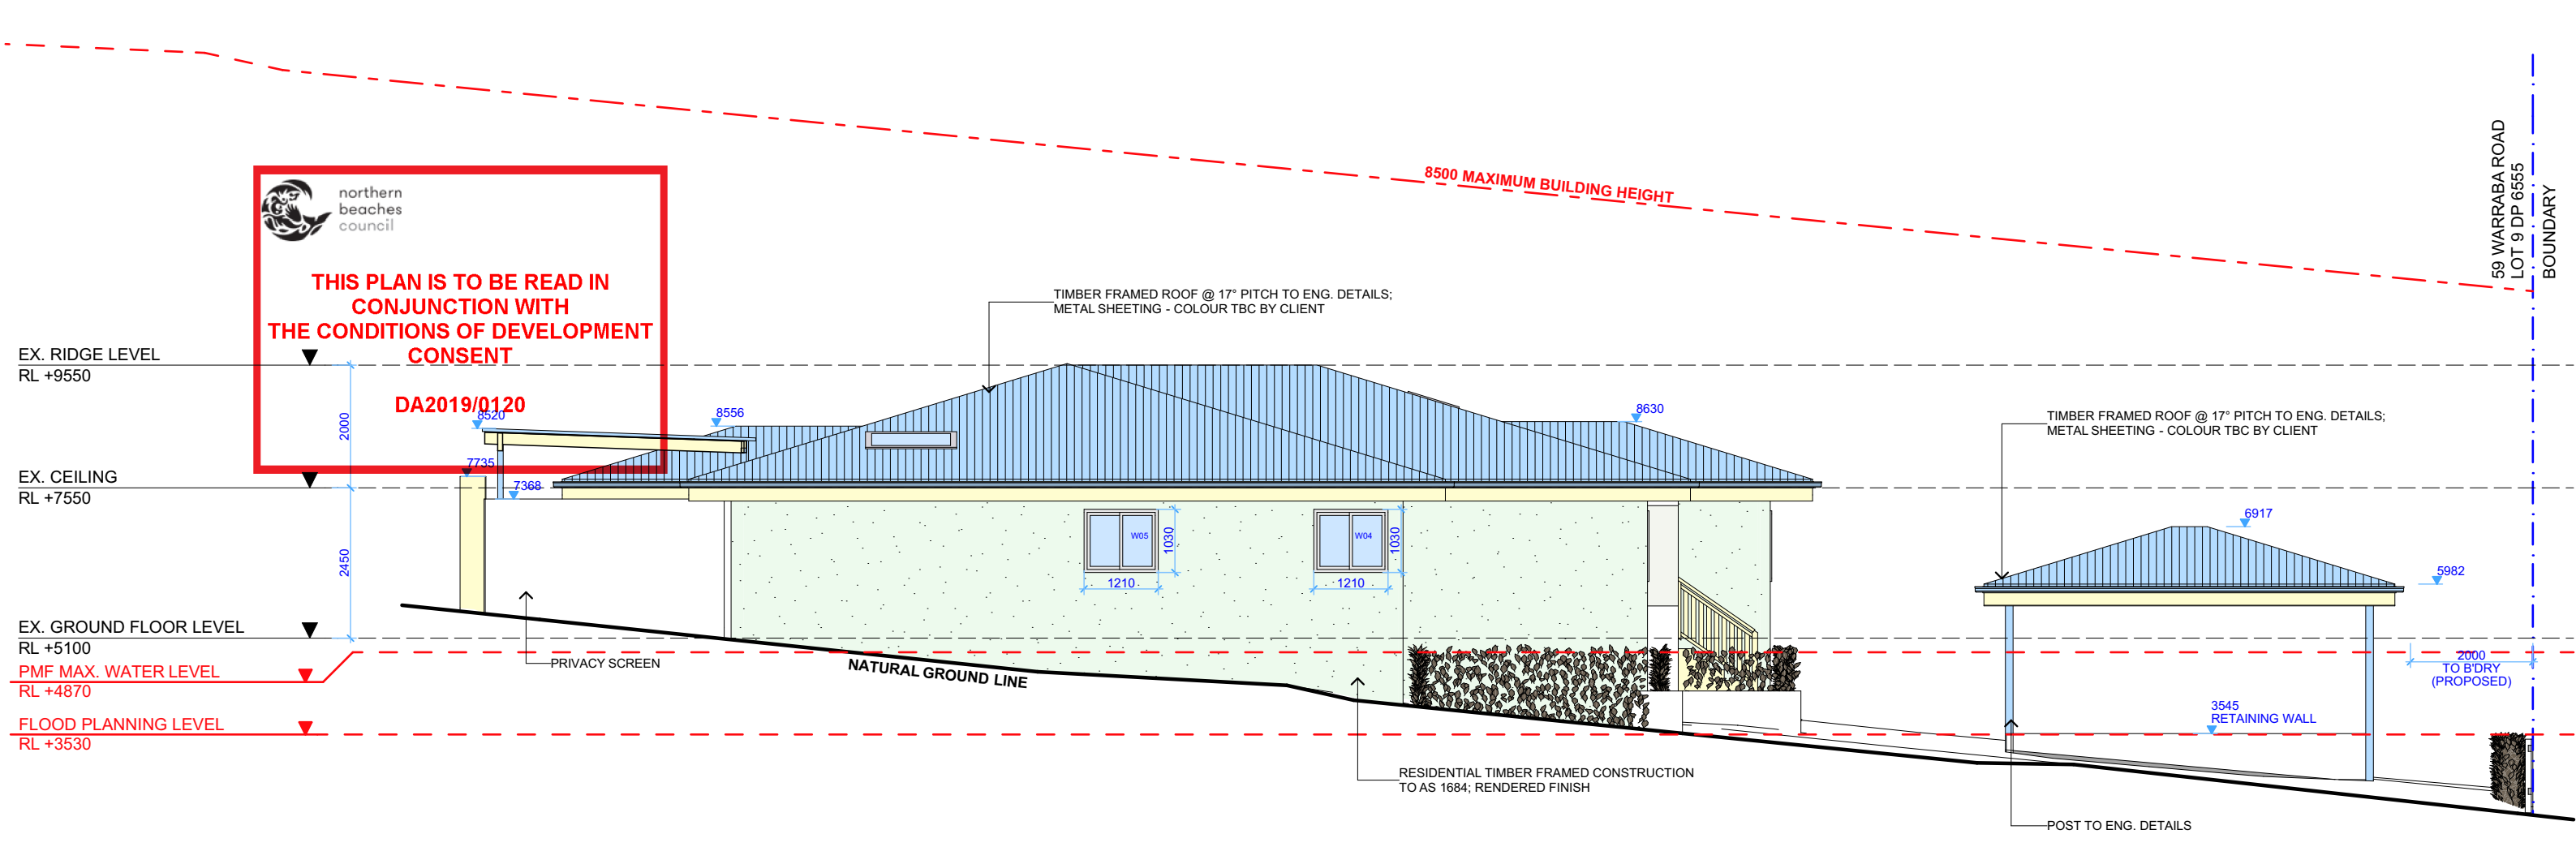 8500 MAXIMUM BUILDING HEIGHT
59 WARRABA ROAD
LOT 9 DP 6555
BOUNDARY
northern
beaches
council
THIS PLAN IS TO BE READ IN
CONJUNCTION WITH
THE CONDITIONS OF DEVELOPMENT
CONSENT
DA2019/0120
TIMBER FRAMED ROOF @ 17° PITCH TO ENG. DETAILS;
METAL SHEETING - COLOUR TBC BY CLIENT
EX. RIDGE LEVEL
RL +9550
2000
8520
8556
8630
TIMBER FRAMED ROOF @ 17° PITCH TO ENG. DETAILS;
METAL SHEETING - COLOUR TBC BY CLIENT
7735
EX. CEILING
RL +7550
7368
2450
W05
1030
1210
W04
1030
1210
6917
5982
EX. GROUND FLOOR LEVEL
RL +5100
PMF MAX. WATER LEVEL
RL +4870
FLOOD PLANNING LEVEL
RL +3530
PRIVACY SCREEN
NATURAL GROUND LINE
2000
TO B'DRY
(PROPOSED)
3545
RETAINING WALL
RESIDENTIAL TIMBER FRAMED CONSTRUCTION
TO AS 1684; RENDERED FINISH
POST TO ENG. DETAILS